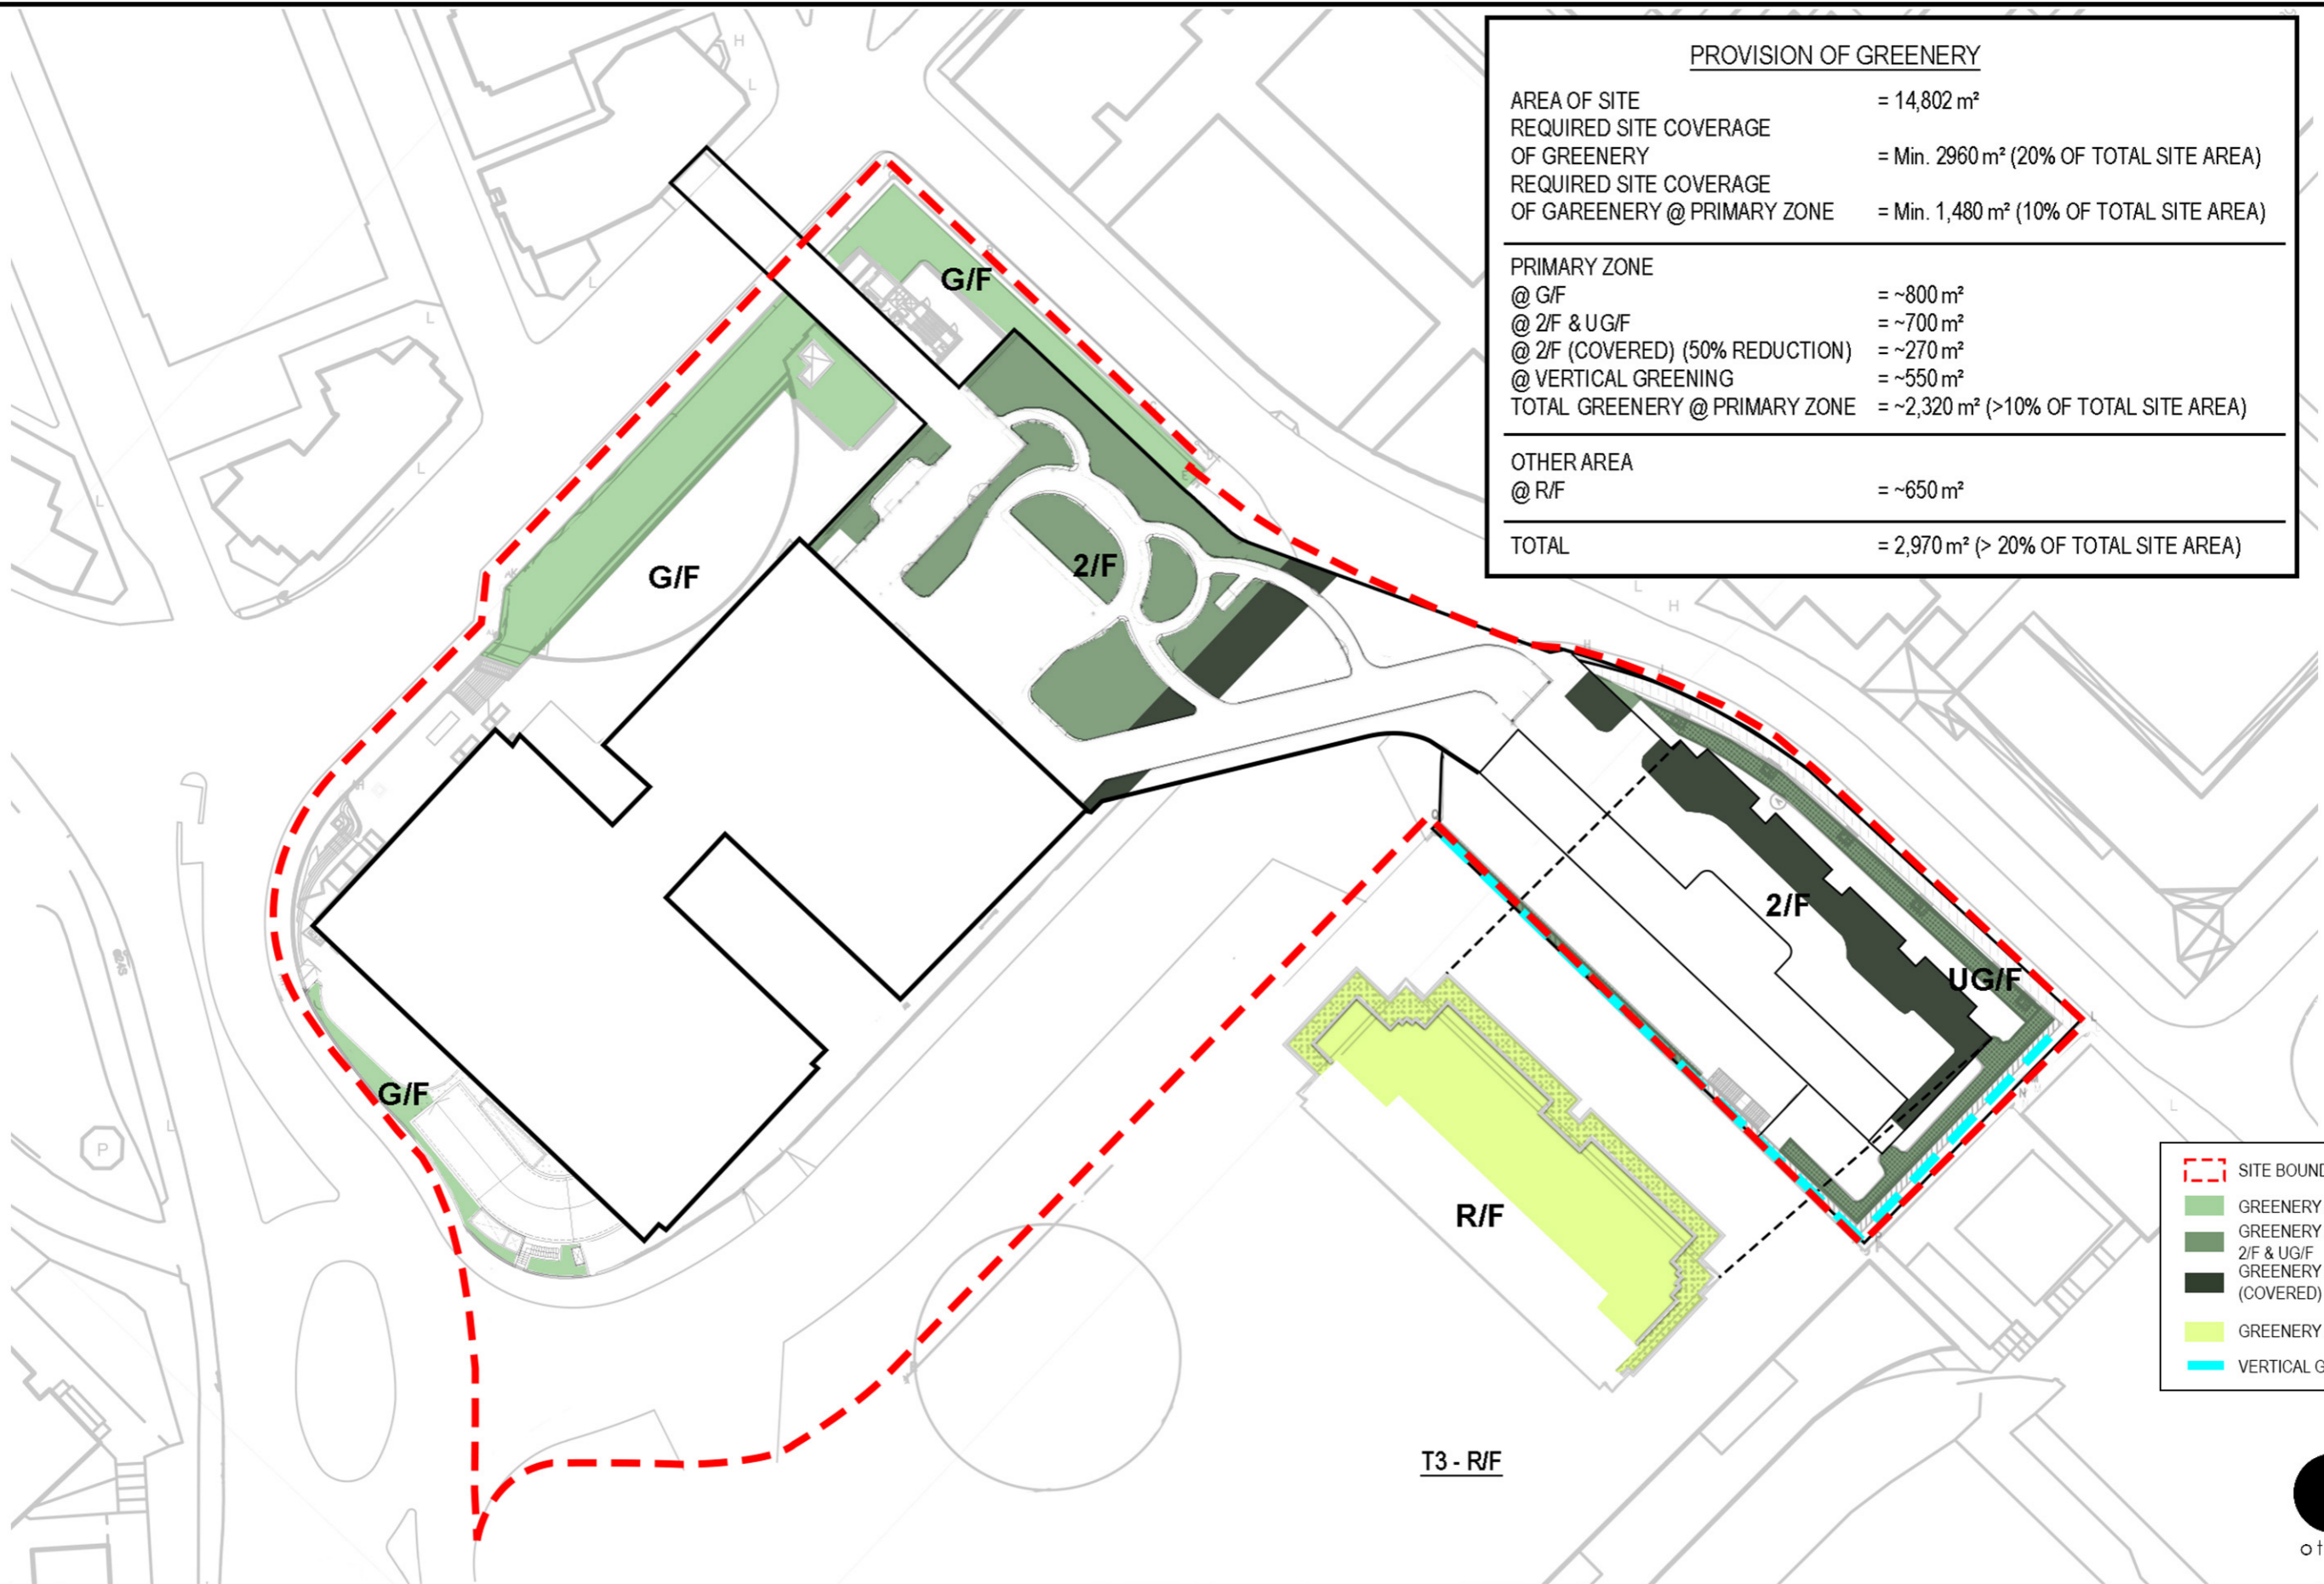 PROVISION OF GREENERY
AREA OF SITE = 14,802 m²
REQUIRED SITE COVERAGE
OF GREENERY = Min. 2960 m² (20% OF TOTAL SITE AREA)
REQUIRED SITE COVERAGE
OF GAREENERY @ PRIMARY ZONE = Min. 1,480 m² (10% OF TOTAL SITE AREA)
PRIMARY ZONE
@ G/F = ~800 m²
@ 2/F & UG/F = ~700 m²
@ 2/F (COVERED) (50% REDUCTION) = ~270 m²
@ VERTICAL GREENING = ~550 m²
TOTAL GREENERY @ PRIMARY ZONE = ~2,320 m² (>10% OF TOTAL SITE AREA)
OTHER AREA
@ R/F = ~650 m²
TOTAL = 2,970 m² (> 20% OF TOTAL SITE AREA)
H
L
L
L
L
L
G/F
G/F
2/F
L
H
2/F
UG/F
L
G/F
L
P
R/F
N
L
T3 - R/F
SITE BOUND
GREENERY
GREENERY
2/F & UG/F
GREENERY
(COVERED)
GREENERY
VERTICAL G